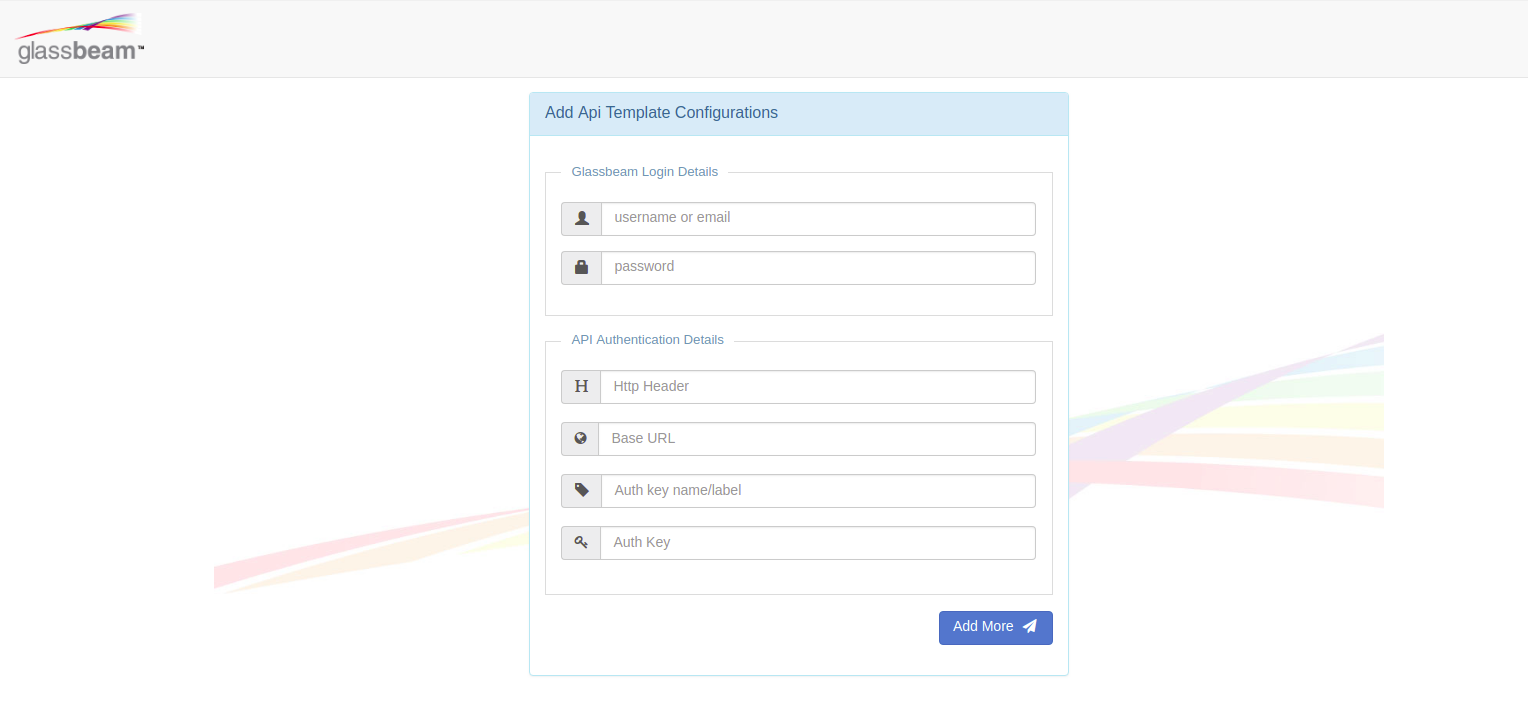 glassbeam™
Add Api Template Configurations
Glassbeam Login Details
username or email
password
API Authentication Details
H
Http Header
Base URL
Auth key name/label
Auth Key
Add More